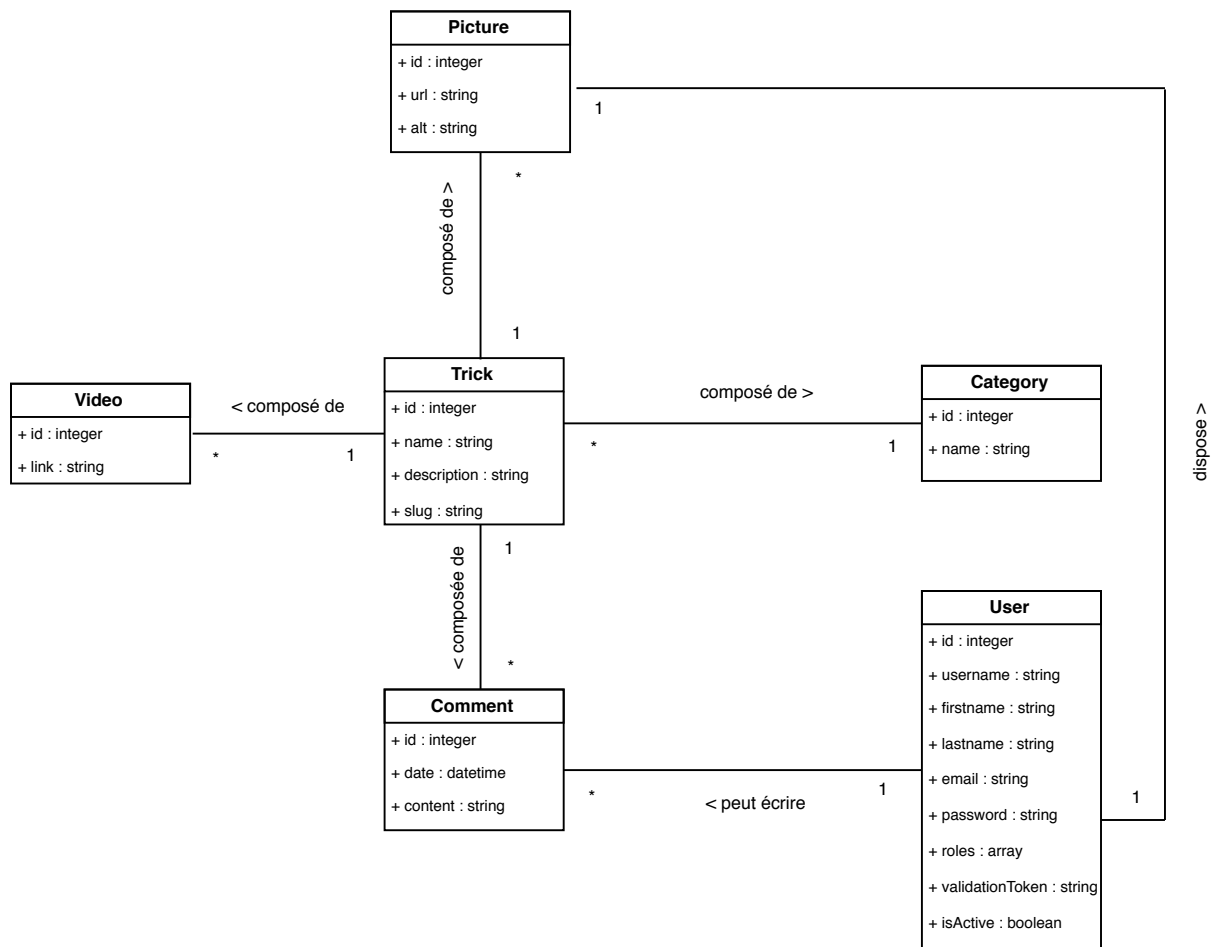 Picture
+ id : integer
+ url : string
+ alt : string
1
*
composé de >
1
Trick
+ id : integer
+ name : string
+ description : string
+ slug : string
Video
+ id : integer
+ link : string
< composé de
*
1
composé de >
*
1
Category
+ id : integer
+ name : string
dispose >
1
< composée de
*
Comment
+ id : integer
+ date : datetime
+ content : string
*
< peut écrire
1
User
+ id : integer
+ username : string
+ firstname : string
+ lastname : string
+ email : string
+ password : string
+ roles : array
+ validationToken : string
+ isActive : boolean
1